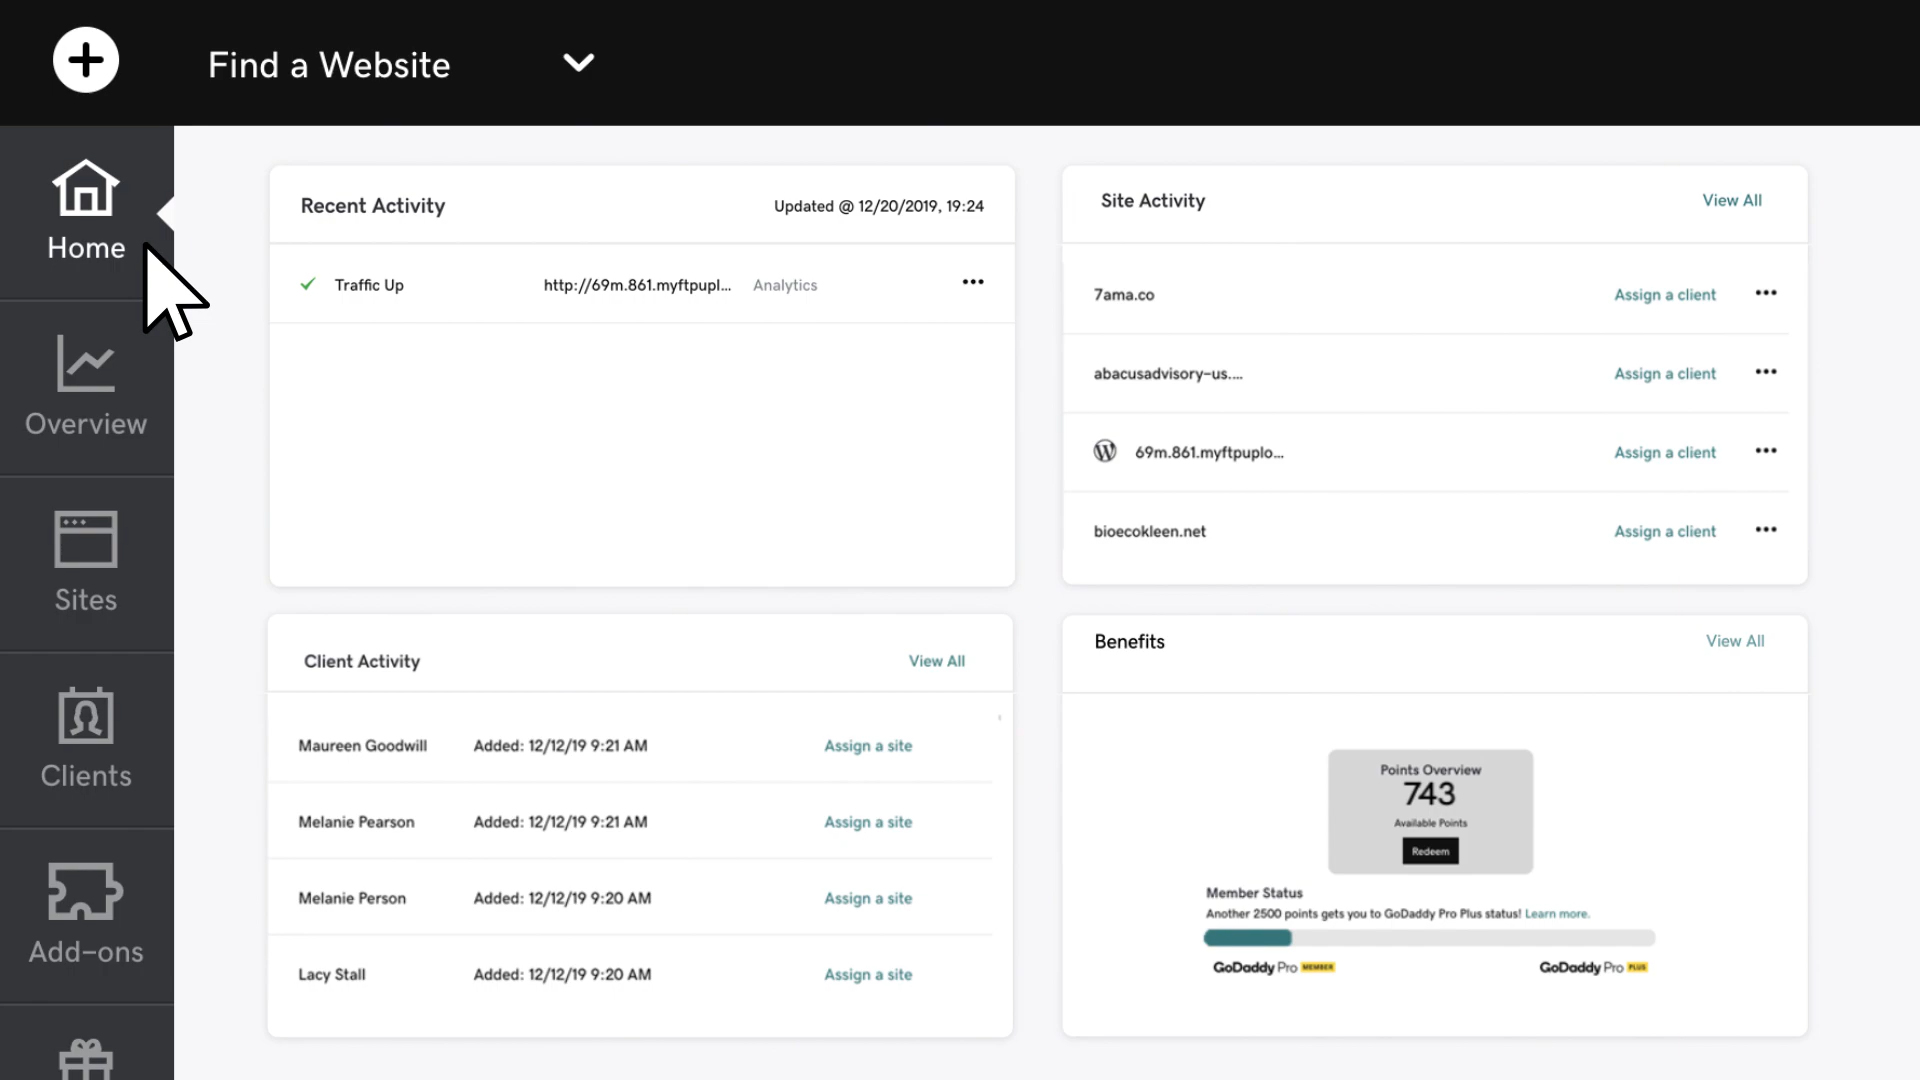 Find a Website
Home
Overview
Sites
Clients
Add-ons
Recent Activity
Updated @ 12/20/2019, 19:24
Traffic Up http://69m.861.myftpupl... Analytics
Site Activity
View All
7ama.co Assign a client
abacusadvisory-us.... Assign a client
69m.861.myftpuplo... Assign a client
bioecokleen.net Assign a client
Client Activity
View All
Maureen Goodwill Added: 12/12/19 9:21 AM Assign a site
Melanie Pearson Added: 12/12/19 9:21 AM Assign a site
Melanie Person Added: 12/12/19 9:20 AM Assign a site
Lacy Stall Added: 12/12/19 9:20 AM Assign a site
Benefits
View All
Points Overview
743
Available Points
Redeem
Member Status
Another 2500 points gets you to GoDaddy Pro Plus status! Learn more.
GoDaddy Pro MEMBER
GoDaddy Pro PLUS